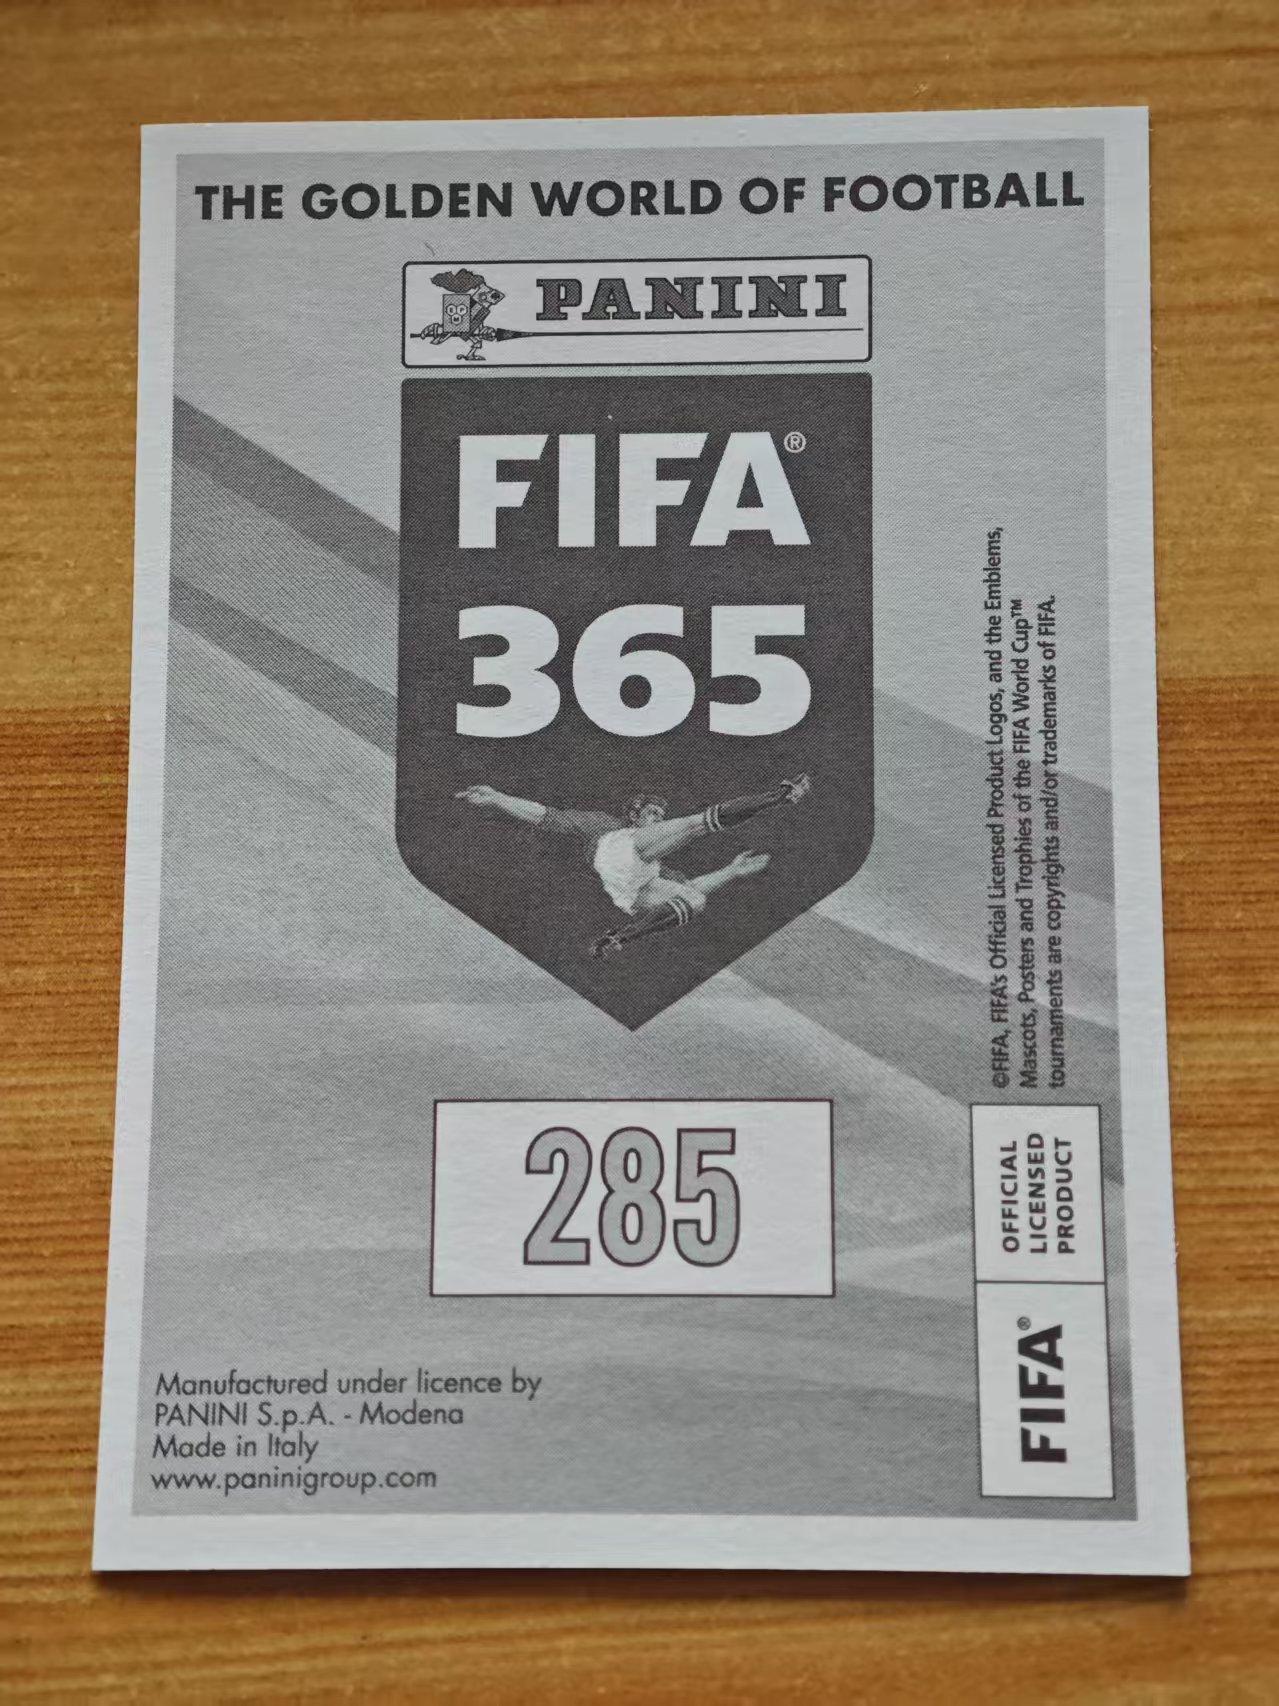 THE GOLDEN WORLD OF FOOTBALL
PANINI
FIFA®
365
©FIFA, FIFA's Official Licensed Product Logos, and the Emblems,
Mascots, Posters and Trophies of the FIFA World Cup™
tournaments are copyrights and/or trademarks of FIFA.
285
OFFICIAL
LICENSED
PRODUCT
FIFA®
Manufactured under licence by
PANINI S.p.A. - Modena
Made in Italy
www.paninigroup.com